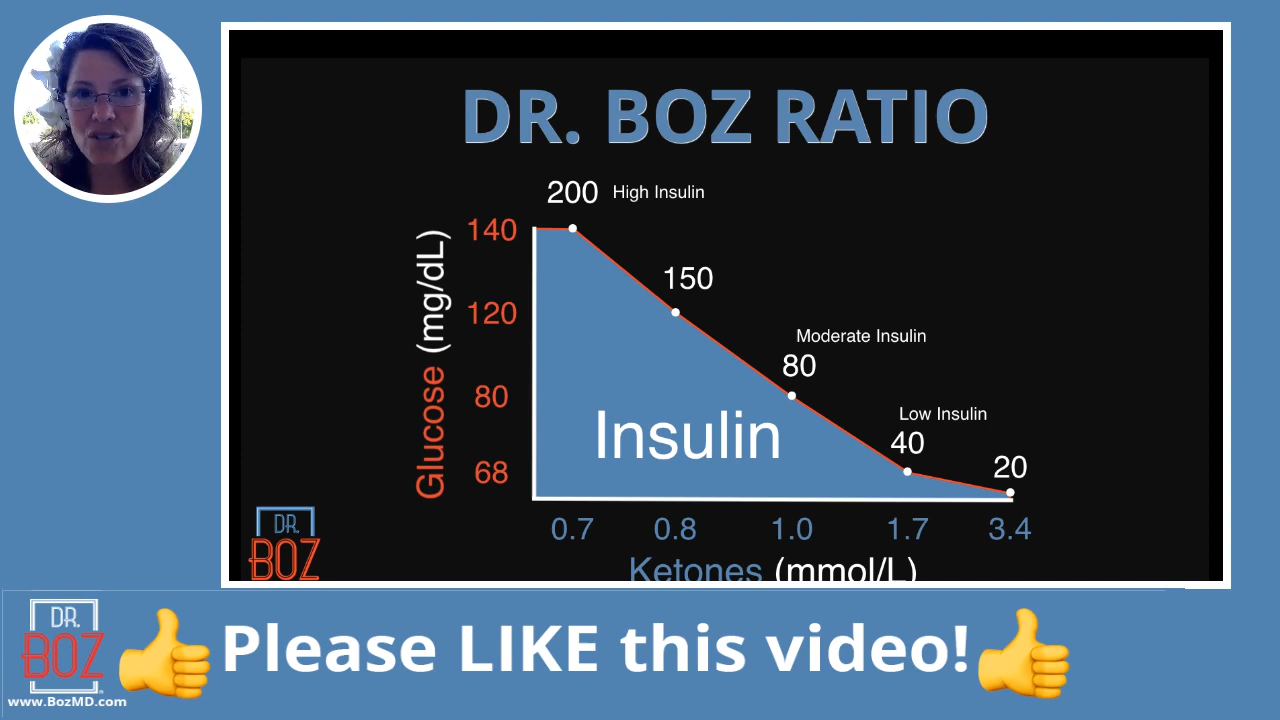 DR. BOZ RATIO
200 High Insulin
140
150
120
Moderate Insulin
80
80
Low Insulin
40
20
68
Glucose (mg/dL)
Insulin
0.7 0.8 1.0 1.7 3.4
Ketones (mmol/L)
DR.
BOZ
DR.
BOZ
www.BozMD.com
Please LIKE this video!